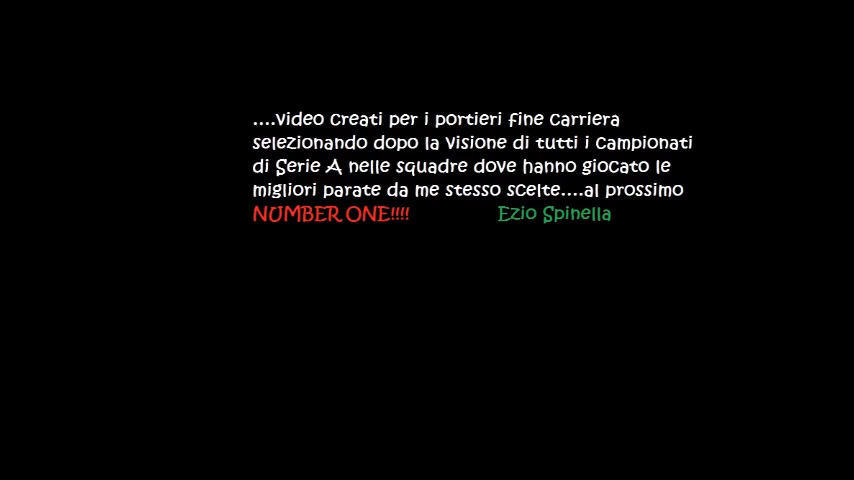 ....video creati per i portieri fine carriera
selezionando dopo la visione di tutti i campionati
di Serie A nelle squadre dove hanno giocato le
migliori parate da me stesso scelte....al prossimo
NUMBER ONE!!!! Ezio Spinella